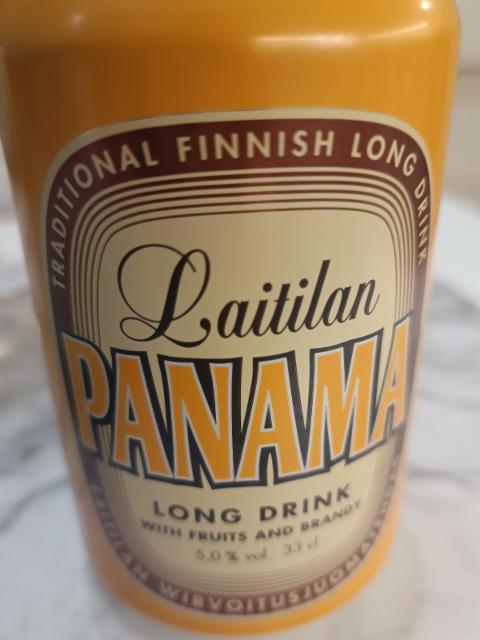 TRADITIONAL FINNISH LONG DRINK
Laitilan
PANAMA
LONG DRINK
WITH FRUITS AND BRANDY
5,0 % vol. 33 cl
LAITILAN WIRVOITUSJUOMATEHDAS